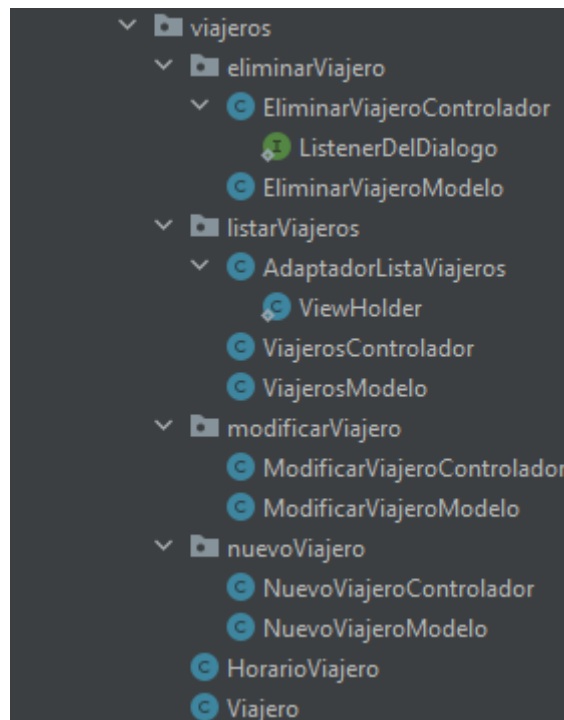 viajeros
eliminarViajero
EliminarViajeroControlador
ListenerDelDialogo
EliminarViajeroModelo
listarViajeros
AdaptadorListaViajeros
ViewHolder
ViajerosControlador
ViajerosModelo
modificarViajero
ModificarViajeroControlador
ModificarViajeroModelo
nuevoViajero
NuevoViajeroControlador
NuevoViajeroModelo
HorarioViajero
Viajero